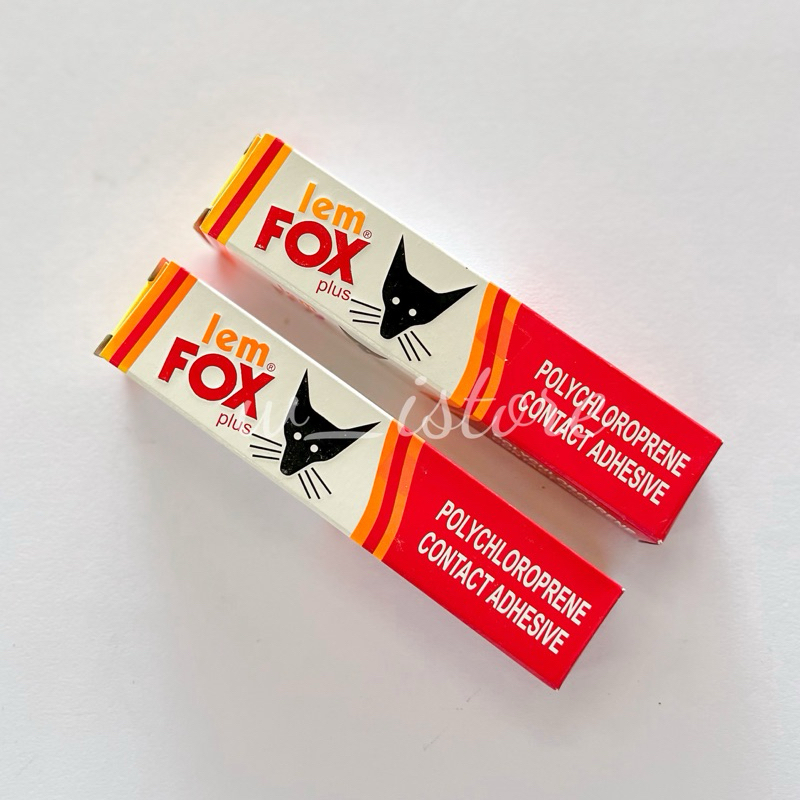 lem
FOX®
plus
POLYCHLOROPRENE
CONTACT ADHESIVE
lem
FOX®
plus
POLYCHLOROPRENE
CONTACT ADHESIVE